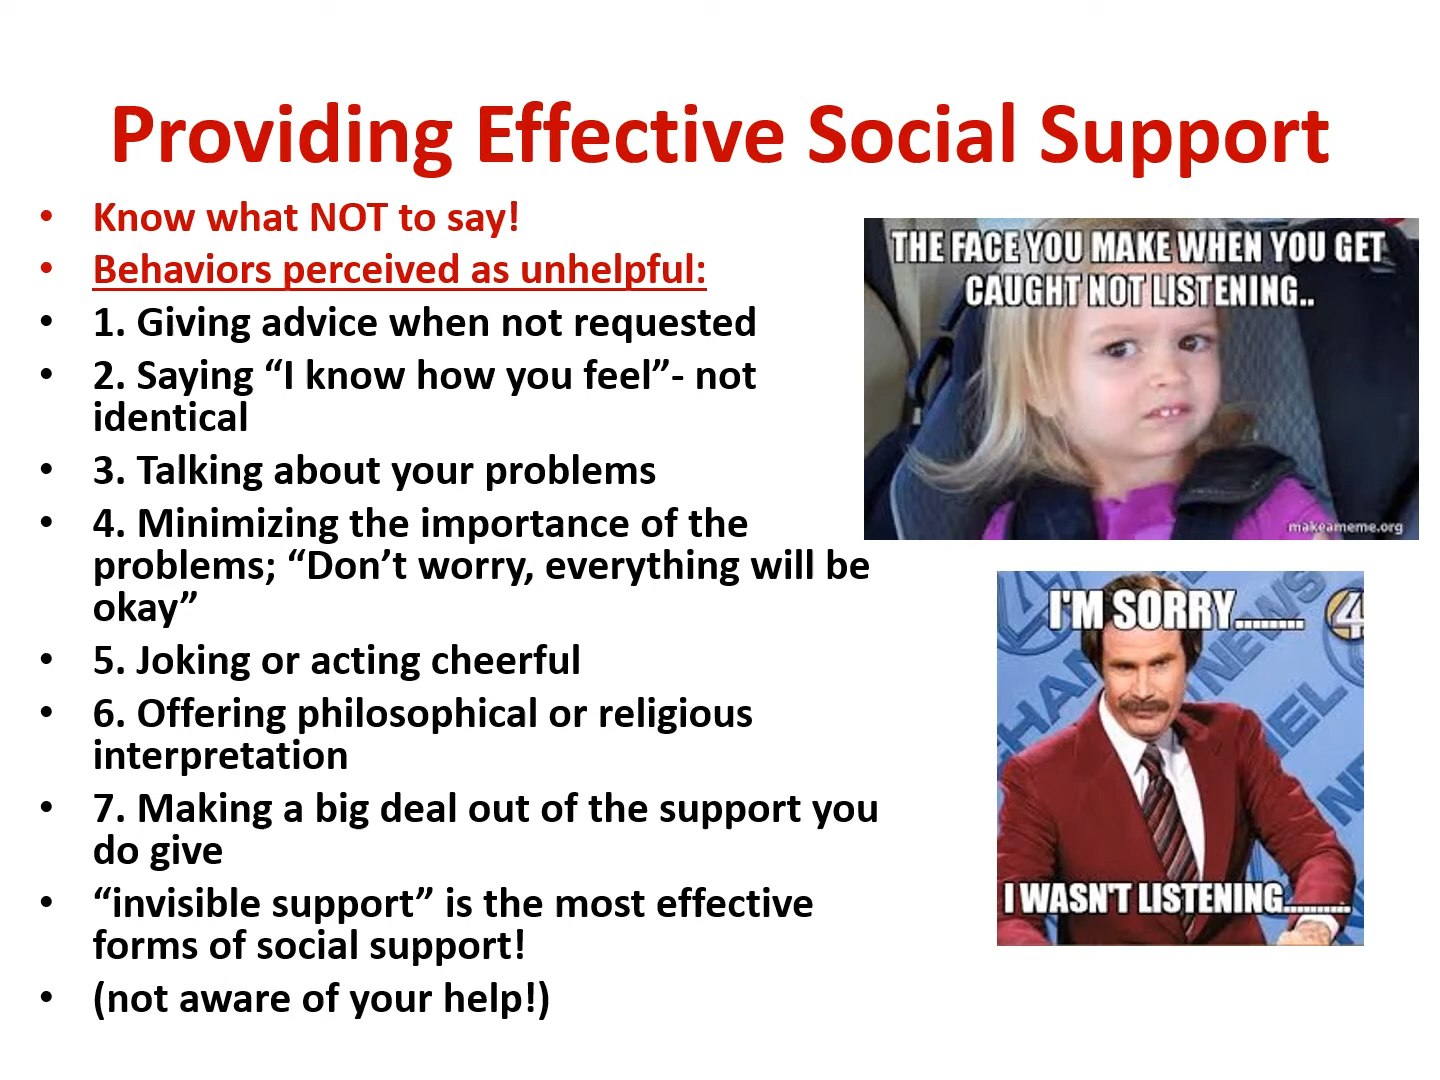 Providing Effective Social Support
• Know what NOT to say!
• Behaviors perceived as unhelpful:
• 1. Giving advice when not requested
• 2. Saying “I know how you feel”- not
identical
• 3. Talking about your problems
• 4. Minimizing the importance of the
problems; “Don’t worry, everything will be
okay”
• 5. Joking or acting cheerful
• 6. Offering philosophical or religious
interpretation
• 7. Making a big deal out of the support you
do give
• “invisible support” is the most effective
forms of social support!
• (not aware of your help!)
THE FACE YOU MAKE WHEN YOU GET
CAUGHT NOT LISTENING..
makeameme.org
I'M SORRY........
4
NEWS
I WASN'T LISTENING..........